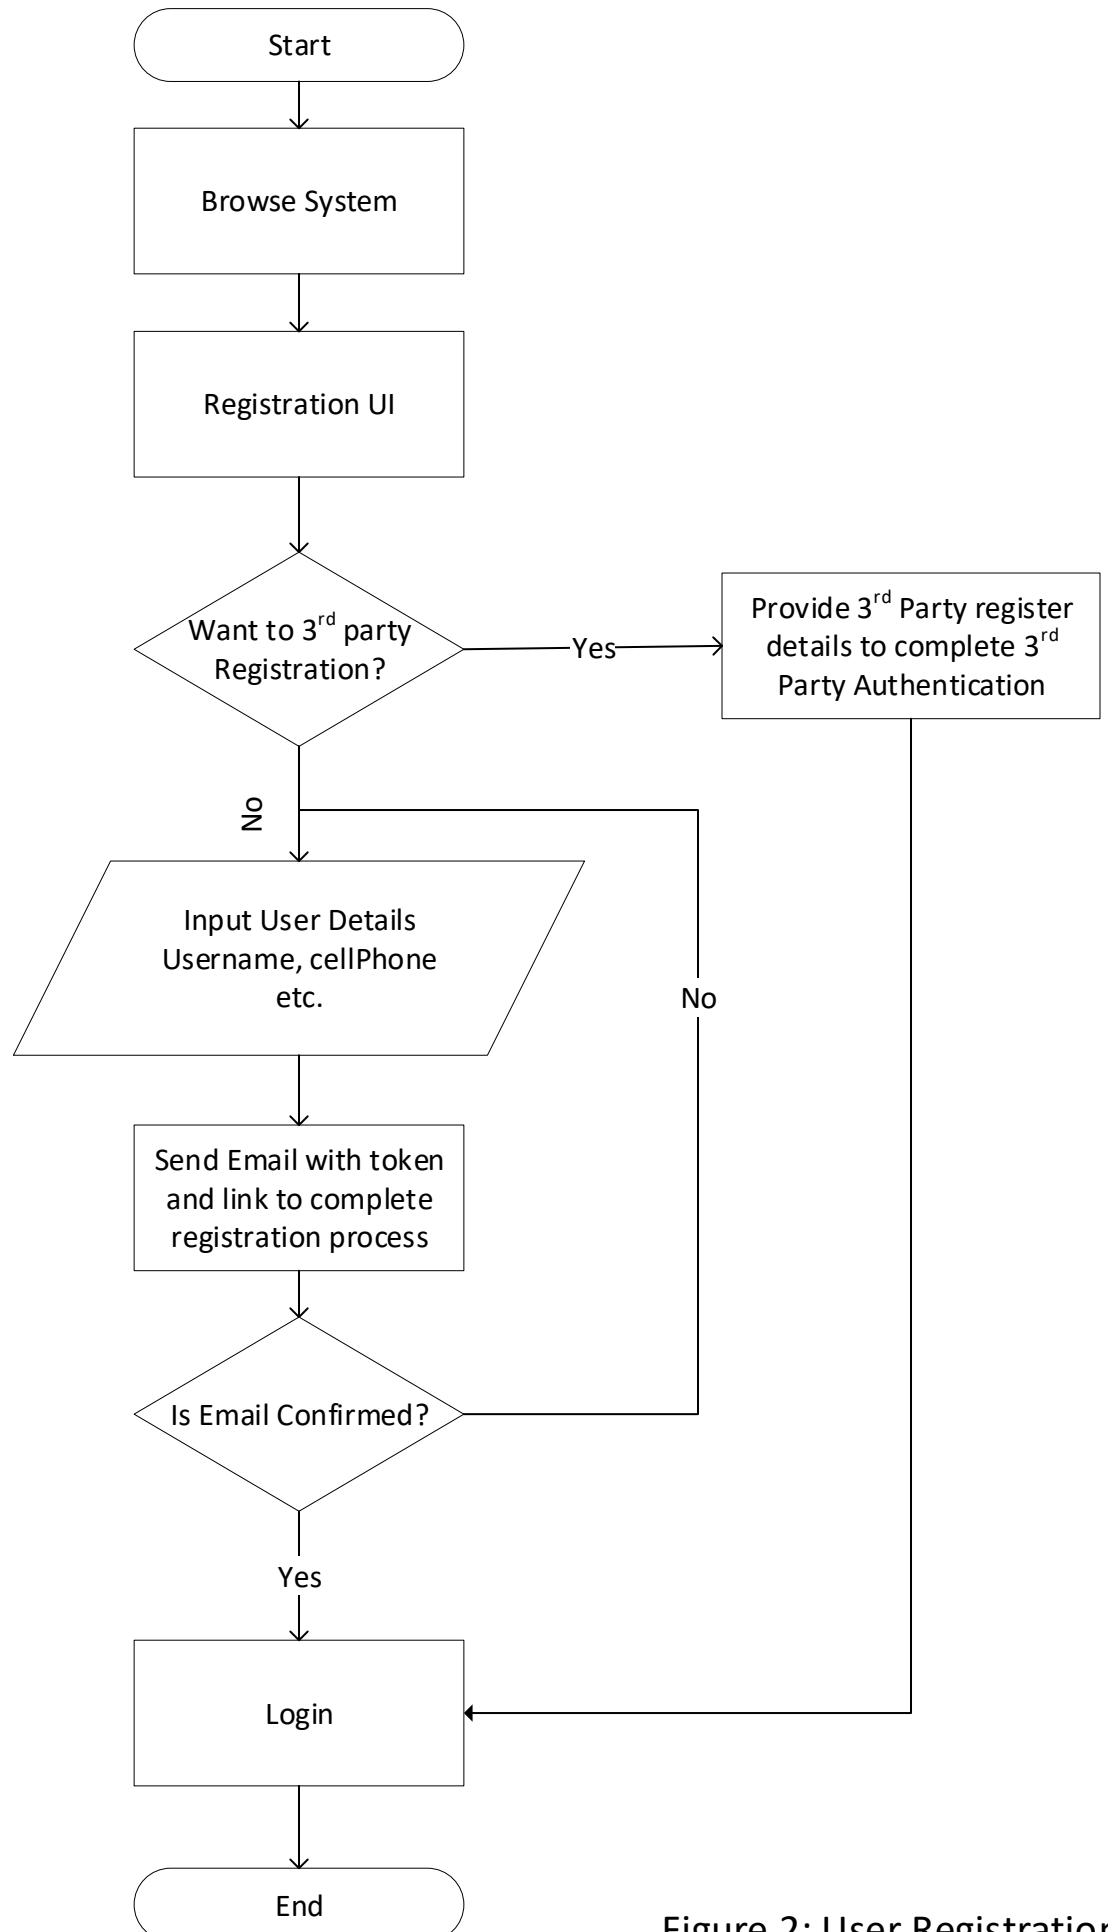 Start
Browse System
Registration UI
Want to 3rd party
Registration?
Yes
Provide 3rd Party register
details to complete 3rd
Party Authentication
No
Input User Details
Username, cellPhone
etc.
No
Send Email with token
and link to complete
registration process
Is Email Confirmed?
Yes
Login
End
Figure 2: User Registration